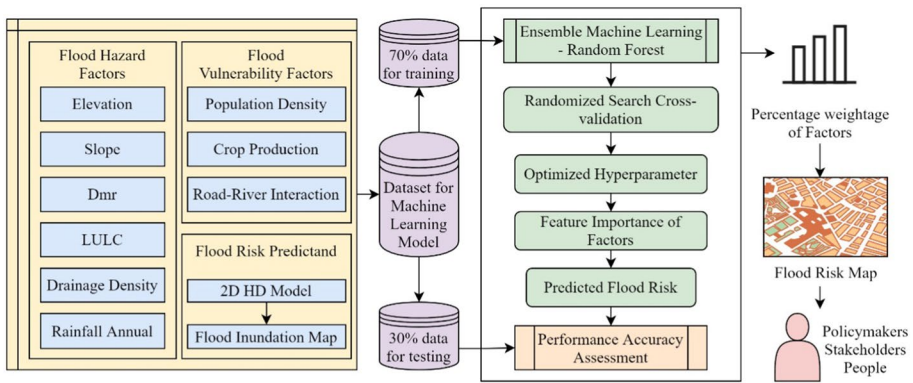 Flood Hazard
Factors
Elevation
Slope
Dmr
LULC
Drainage Density
Rainfall Annual
Flood
Vulnerability Factors
Population Density
Crop Production
Road-River Interaction
Flood Risk Predictand
2D HD Model
Flood Inundation Map
70% data
for training
Dataset for
Machine
Learning
Model
30% data
for testing
Ensemble Machine Learning
- Random Forest
Randomized Search Cross-
validation
Optimized Hyperparameter
Feature Importance of
Factors
Predicted Flood Risk
Performance Accuracy
Assessment
Percentage weightage
of Factors
Flood Risk Map
Policymakers
Stakeholders
People